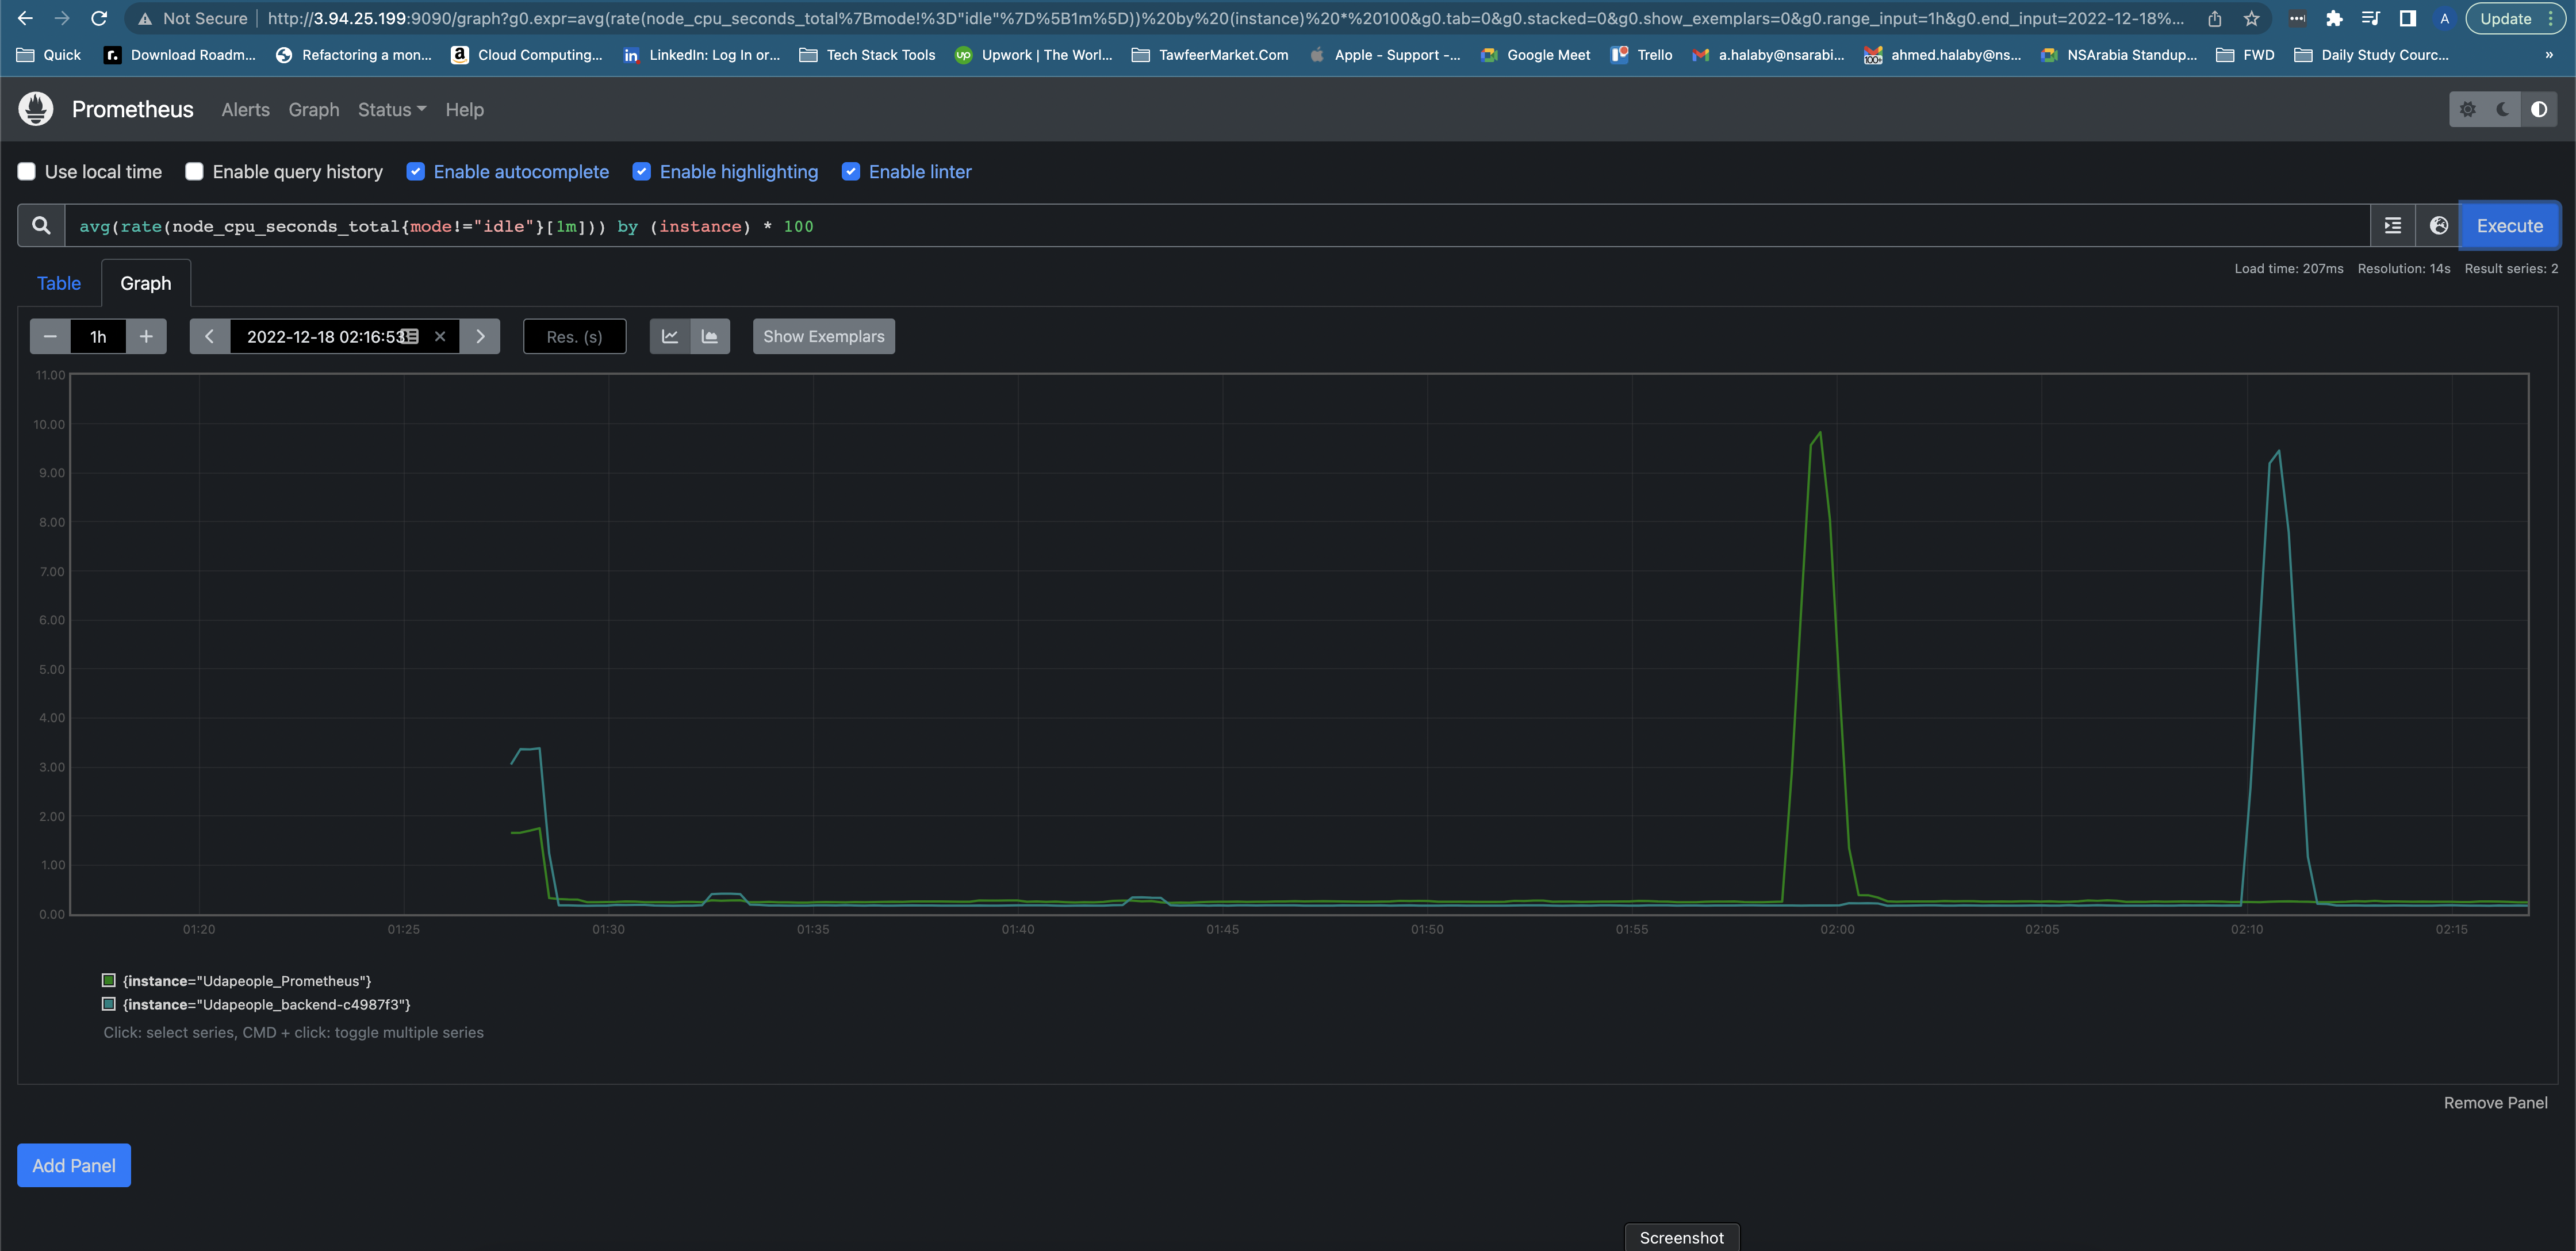 Not Secure http://3.94.25.199:9090/graph?g0.expr=avg(rate(node_cpu_seconds_total%7Bmode!%3D"idle"%7D%5B1m%5D))%20by%20(instance)%20*%20100&g0.tab=0&g0.stacked=0&g0.show_exemplars=0&g0.range_input=1h&g0.end_input=2022-12-18%... A Update
Quick r. Download Roadm... Refactoring a mon... a Cloud Computing... in LinkedIn: Log In or... Tech Stack Tools up Upwork | The Worl... TawfeerMarket.Com Apple - Support -... Google Meet Trello a.halaby@nsarabi... 100+ ahmed.halaby@ns... NSArabia Standup... FWD Daily Study Courc... »
Prometheus Alerts Graph Status Help
Use local time Enable query history Enable autocomplete Enable highlighting Enable linter
avg(rate(node_cpu_seconds_total{mode!="idle"}[1m])) by (instance) * 100 Execute
Table Graph Load time: 207ms Resolution: 14s Result series: 2
− 1h + 2022-12-18 02:16:53 Res. (s) Show Exemplars
11.00
10.00
9.00
8.00
7.00
6.00
5.00
4.00
3.00
2.00
1.00
0.00
01:20 01:25 01:30 01:35 01:40 01:45 01:50 01:55 02:00 02:05 02:10 02:15
{instance="Udapeople_Prometheus"}
{instance="Udapeople_backend-c4987f3"}
Click: select series, CMD + click: toggle multiple series
Remove Panel
Add Panel
Screenshot